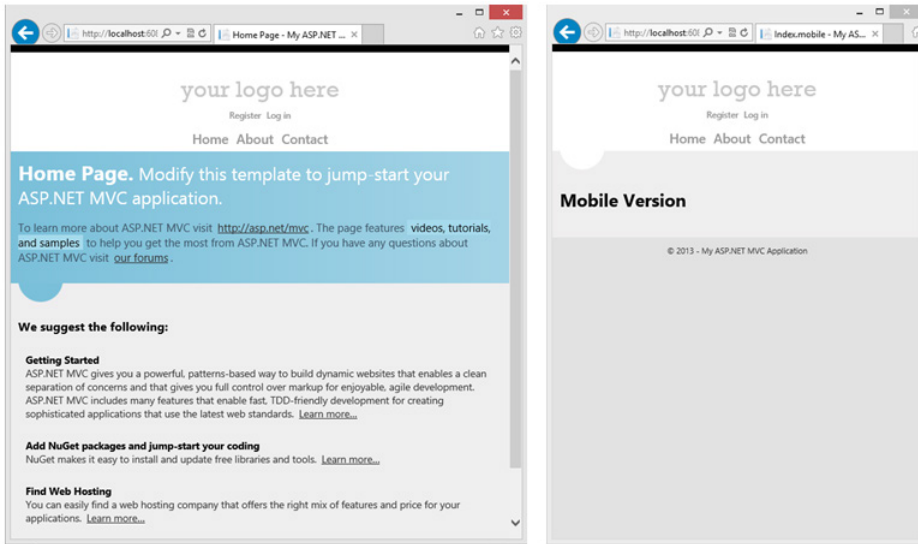 http://localhost:60
Home Page - My ASP.NET ...
your logo here
Register Log in
Home About Contact
Home Page. Modify this template to jump-start your
ASP.NET MVC application.
To learn more about ASP.NET MVC visit http://asp.net/mvc. The page features videos, tutorials,
and samples to help you get the most from ASP.NET MVC. If you have any questions about
ASP.NET MVC visit our forums.
We suggest the following:
Getting Started
ASP.NET MVC gives you a powerful, patterns-based way to build dynamic websites that enables a clean
separation of concerns and that gives you full control over markup for enjoyable, agile development.
ASP.NET MVC includes many features that enable fast, TDD-friendly development for creating
sophisticated applications that use the latest web standards. Learn more...
Add NuGet packages and jump-start your coding
NuGet makes it easy to install and update free libraries and tools. Learn more...
Find Web Hosting
You can easily find a web hosting company that offers the right mix of features and price for your
applications. Learn more...
http://localhost:60
Index.mobile - My AS...
your logo here
Register Log in
Home About Contact
Mobile Version
© 2013 - My ASP.NET MVC Application